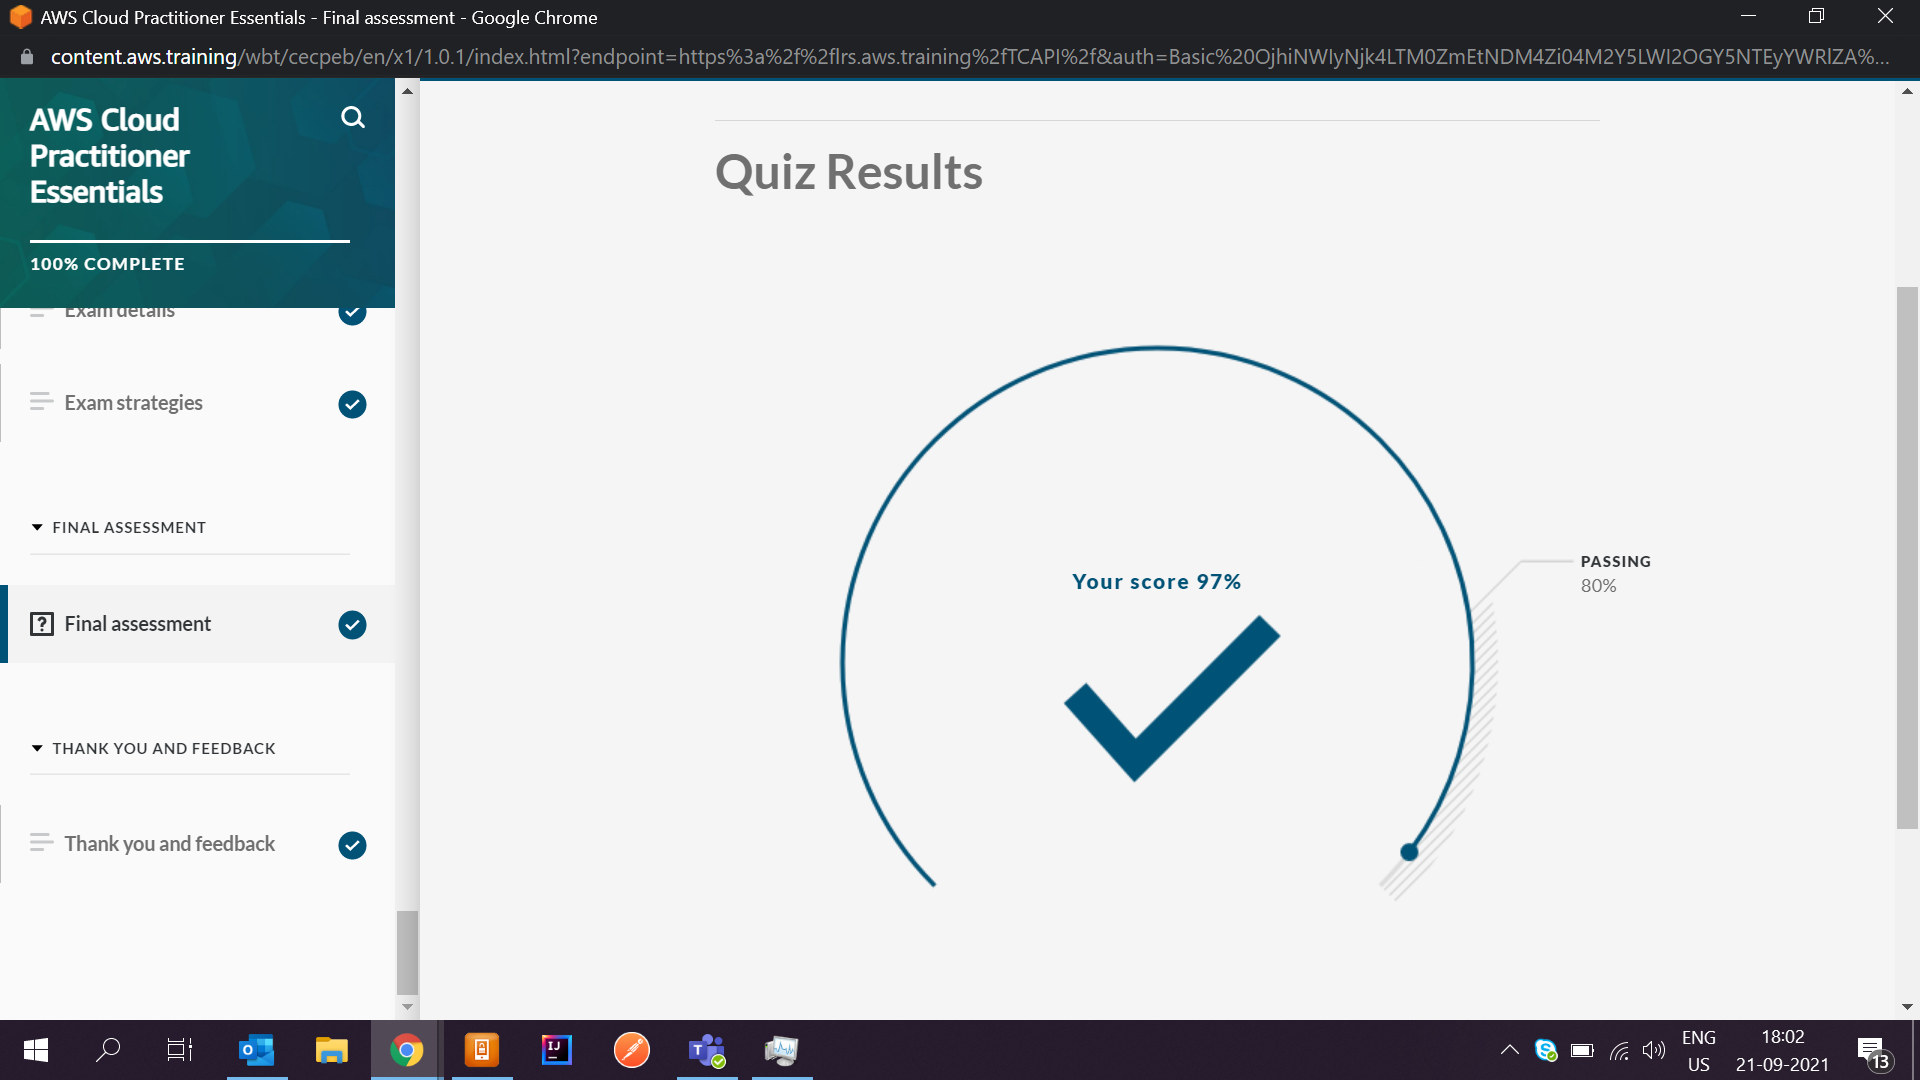 AWS Cloud Practitioner Essentials - Final assessment - Google Chrome
content.aws.training/wbt/cecpeb/en/x1/1.0.1/index.html?endpoint=https%3a%2f%2flrs.aws.training%2fTCAPI%2f&auth=Basic%20OjhiNWIyNjk4LTM0ZmEtNDM4Zi04M2Y5LWI2OGY5NTEyYWRlZA%...
AWS Cloud
Practitioner
Essentials
100% COMPLETE
Exam details
Exam strategies
FINAL ASSESSMENT
Final assessment
THANK YOU AND FEEDBACK
Thank you and feedback
Quiz Results
Your score 97%
PASSING
80%
ENG
US
18:02
21-09-2021
13